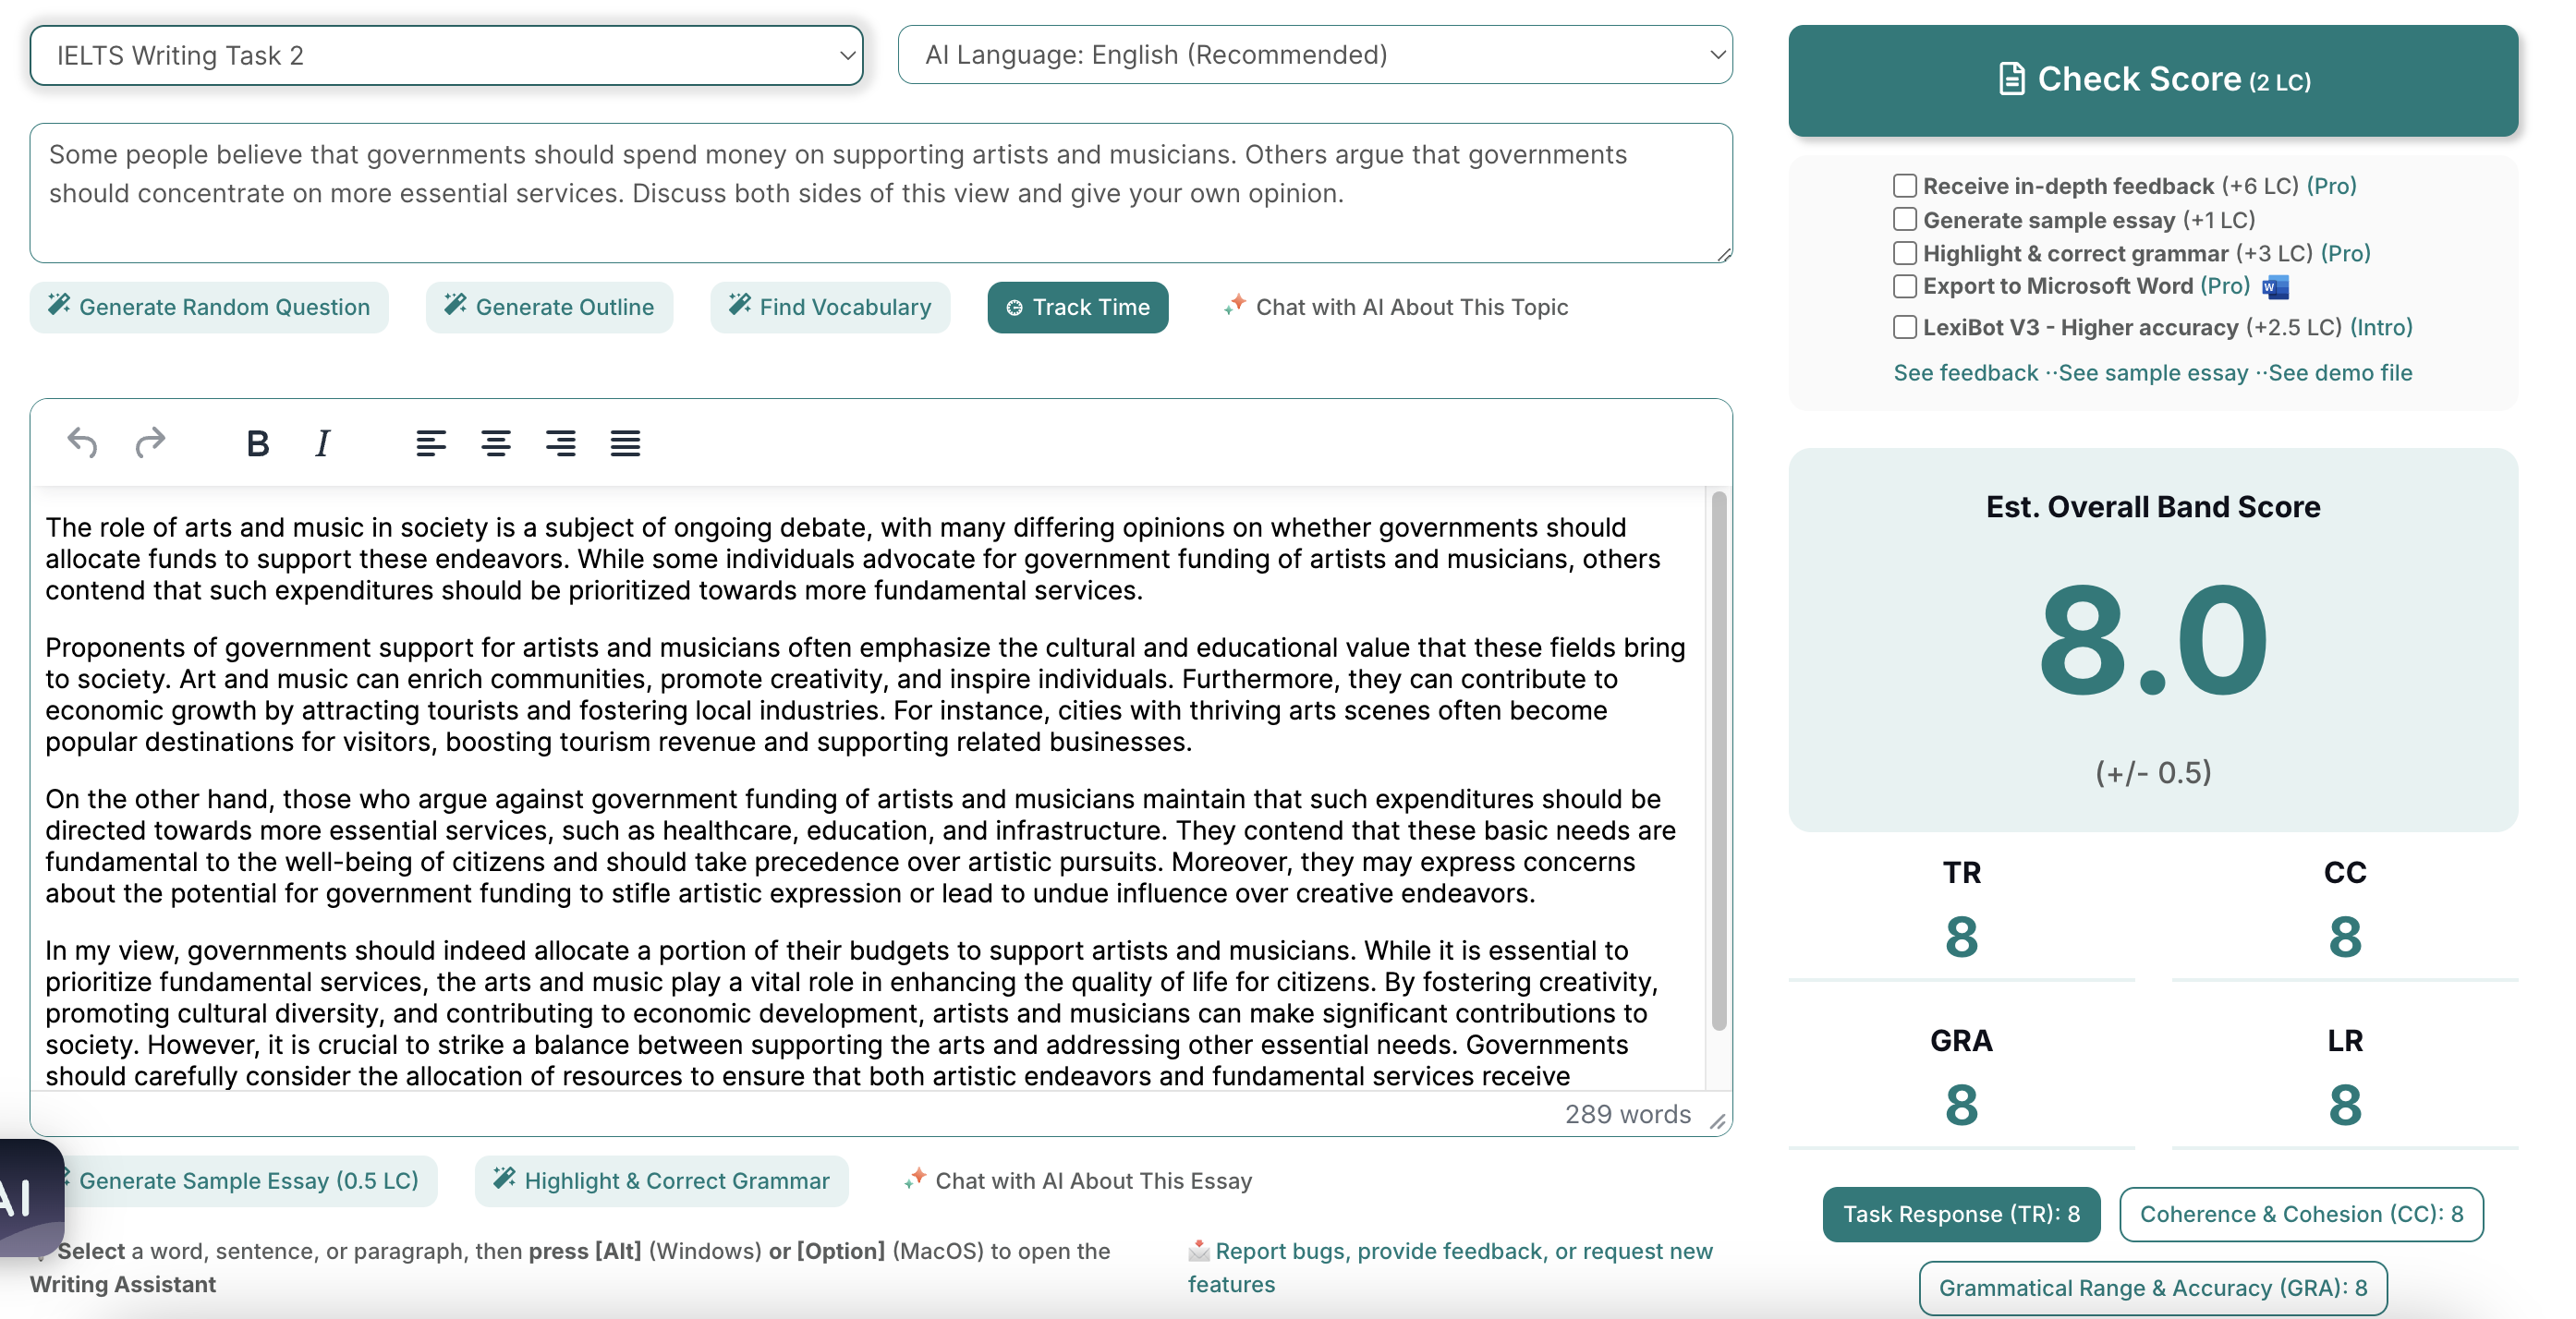 IELTS Writing Task 2
AI Language: English (Recommended)
Some people believe that governments should spend money on supporting artists and musicians. Others argue that governments
should concentrate on more essential services. Discuss both sides of this view and give your own opinion.
Generate Random Question
Generate Outline
Find Vocabulary
Track Time
Chat with AI About This Topic
B I
The role of arts and music in society is a subject of ongoing debate, with many differing opinions on whether governments should
allocate funds to support these endeavors. While some individuals advocate for government funding of artists and musicians, others
contend that such expenditures should be prioritized towards more fundamental services.
Proponents of government support for artists and musicians often emphasize the cultural and educational value that these fields bring
to society. Art and music can enrich communities, promote creativity, and inspire individuals. Furthermore, they can contribute to
economic growth by attracting tourists and fostering local industries. For instance, cities with thriving arts scenes often become
popular destinations for visitors, boosting tourism revenue and supporting related businesses.
On the other hand, those who argue against government funding of artists and musicians maintain that such expenditures should be
directed towards more essential services, such as healthcare, education, and infrastructure. They contend that these basic needs are
fundamental to the well-being of citizens and should take precedence over artistic pursuits. Moreover, they may express concerns
about the potential for government funding to stifle artistic expression or lead to undue influence over creative endeavors.
In my view, governments should indeed allocate a portion of their budgets to support artists and musicians. While it is essential to
prioritize fundamental services, the arts and music play a vital role in enhancing the quality of life for citizens. By fostering creativity,
promoting cultural diversity, and contributing to economic development, artists and musicians can make significant contributions to
society. However, it is crucial to strike a balance between supporting the arts and addressing other essential needs. Governments
should carefully consider the allocation of resources to ensure that both artistic endeavors and fundamental services receive
289 words
Generate Sample Essay (0.5 LC)
Highlight & Correct Grammar
Chat with AI About This Essay
AI
Select a word, sentence, or paragraph, then press [Alt] (Windows) or [Option] (MacOS) to open the
Writing Assistant
Report bugs, provide feedback, or request new
features
Check Score (2 LC)
Receive in-depth feedback (+6 LC) (Pro)
Generate sample essay (+1 LC)
Highlight & correct grammar (+3 LC) (Pro)
Export to Microsoft Word (Pro) W
LexiBot V3 - Higher accuracy (+2.5 LC) (Intro)
See feedback ··See sample essay ··See demo file
Est. Overall Band Score
8.0
(+/- 0.5)
TR
8
CC
8
GRA
8
LR
8
Task Response (TR): 8
Coherence & Cohesion (CC): 8
Grammatical Range & Accuracy (GRA): 8